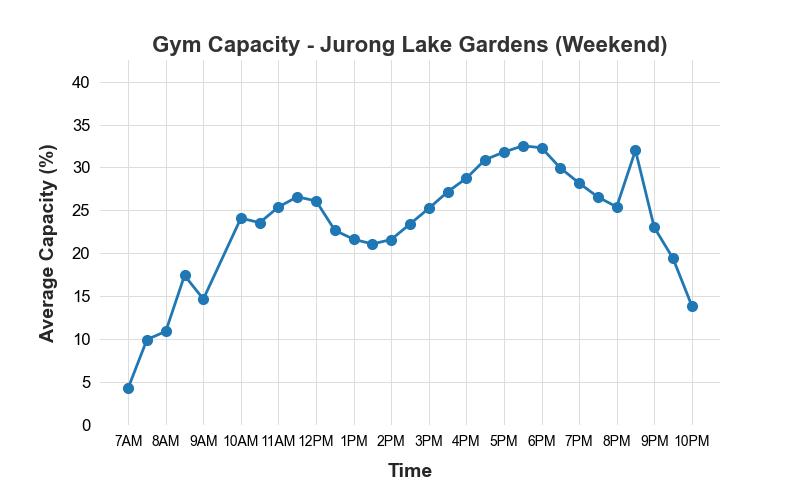 Gym Capacity - Jurong Lake Gardens (Weekend)
Average Capacity (%)
40
35
30
25
20
15
10
5
0
7AM 8AM 9AM 10AM 11AM 12PM 1PM 2PM 3PM 4PM 5PM 6PM 7PM 8PM 9PM 10PM
Time